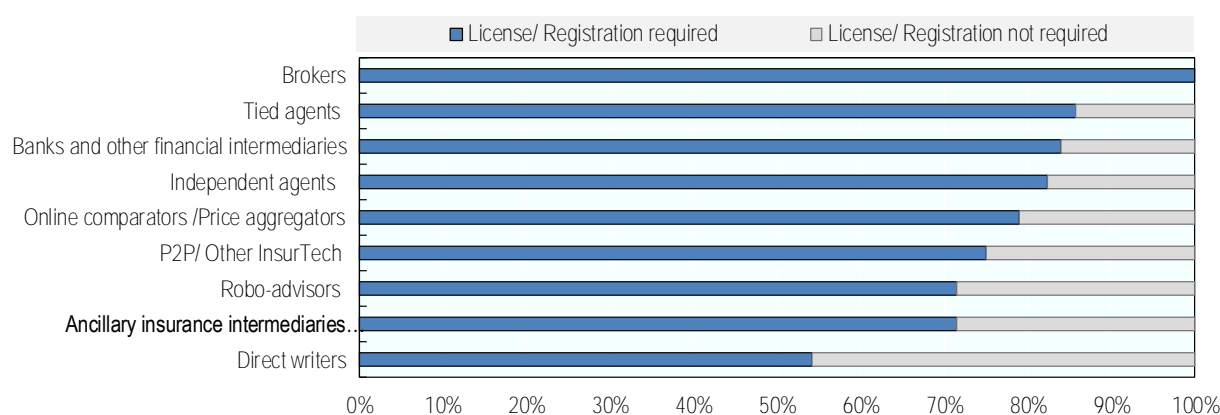 License/ Registration required License/ Registration not required
Brokers
Tied agents
Banks and other financial intermediaries
Independent agents
Online comparators /Price aggregators
P2P/ Other InsurTech
Robo-advisors
Ancillary insurance intermediaries…
Direct writers
0% 10% 20% 30% 40% 50% 60% 70% 80% 90% 100%